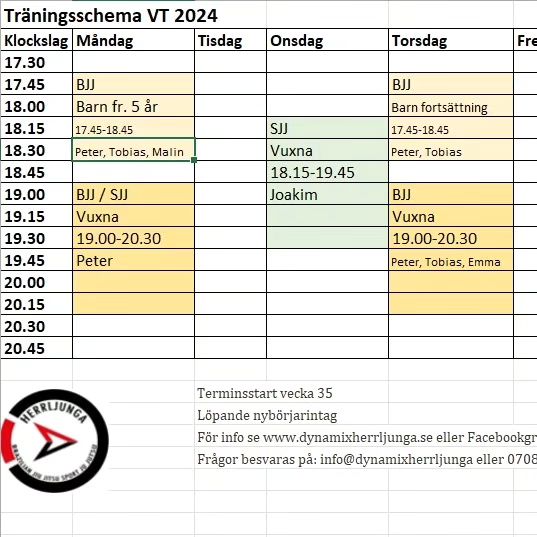 Träningsschema VT 2024
Klockslag Måndag Tisdag Onsdag Torsdag Fre
17.30
17.45 BJJ BJJ
18.00 Barn fr. 5 år Barn fortsättning
18.15 17.45-18.45 SJJ 17.45-18.45
18.30 Peter, Tobias, Malin Vuxna Peter, Tobias
18.45 18.15-19.45
19.00 BJJ / SJJ Joakim BJJ
19.15 Vuxna Vuxna
19.30 19.00-20.30 19.00-20.30
19.45 Peter Peter, Tobias, Emma
20.00
20.15
20.30
20.45
HERRLJUNGA
BRAZILIAN JIU JITSU SPORT JU JUTSU
Terminsstart vecka 35
Löpande nybörjarintag
För info se www.dynamixherrljunga.se eller Facebookgr
Frågor besvaras på: info@dynamixherrljunga eller 0708